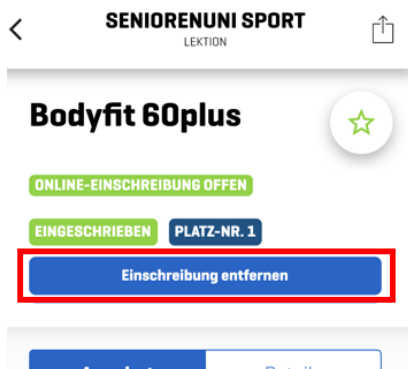 SENIORENUNI SPORT
LEKTION
Bodyfit 60plus
ONLINE-EINSCHREIBUNG OFFEN
EINGESCHRIEBEN PLATZ-NR. 1
Einschreibung entfernen